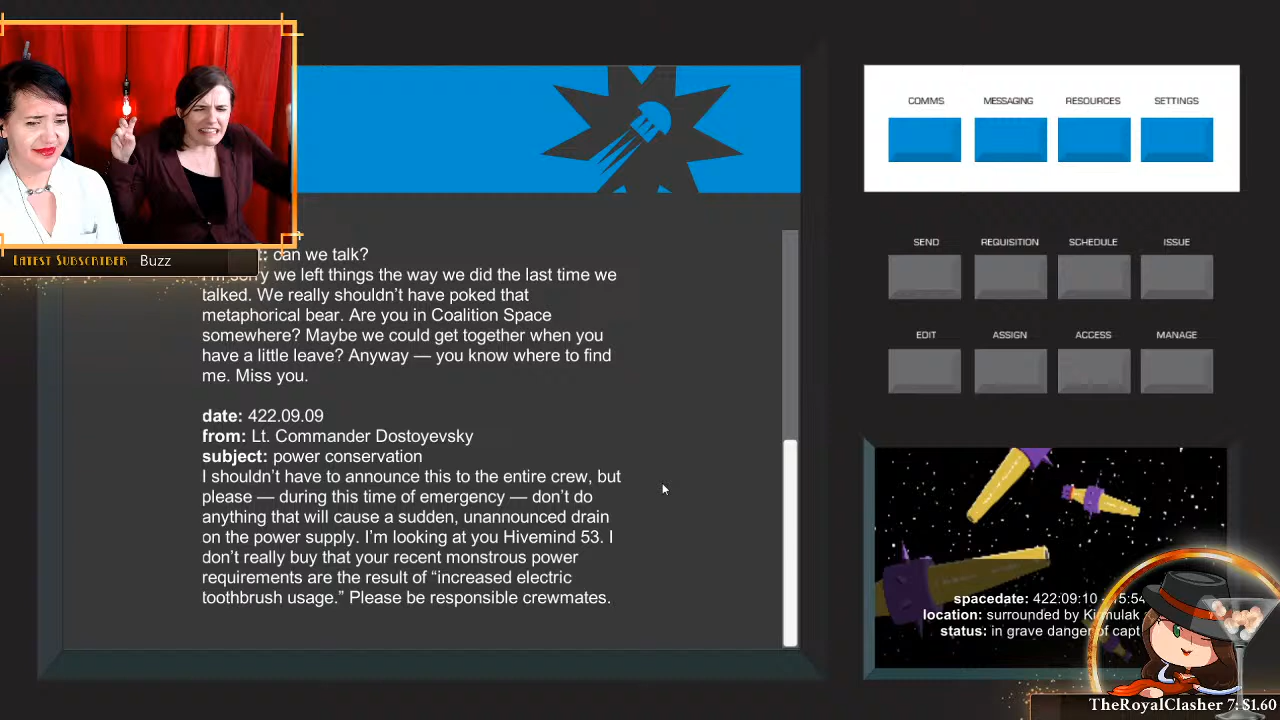 LATEST SUBSCRIBER Buzz
can we talk?
sorry we left things the way we did the last time we
talked. We really shouldn't have poked that
metaphorical bear. Are you in Coalition Space
somewhere? Maybe we could get together when you
have a little leave? Anyway — you know where to find
me. Miss you.
date: 422.09.09
from: Lt. Commander Dostoyevsky
subject: power conservation
I shouldn't have to announce this to the entire crew, but
please — during this time of emergency — don't do
anything that will cause a sudden, unannounced drain
on the power supply. I'm looking at you Hivemind 53. I
don't really buy that your recent monstrous power
requirements are the result of “increased electric
toothbrush usage.” Please be responsible crewmates.
COMMS MESSAGING RESOURCES SETTINGS
SEND REQUISITION SCHEDULE ISSUE
EDIT ASSIGN ACCESS MANAGE
spacedate: 422:09:10 - 15:54
location: surrounded by
status: in grave danger of
TheRoyalClasher 7: $1.60